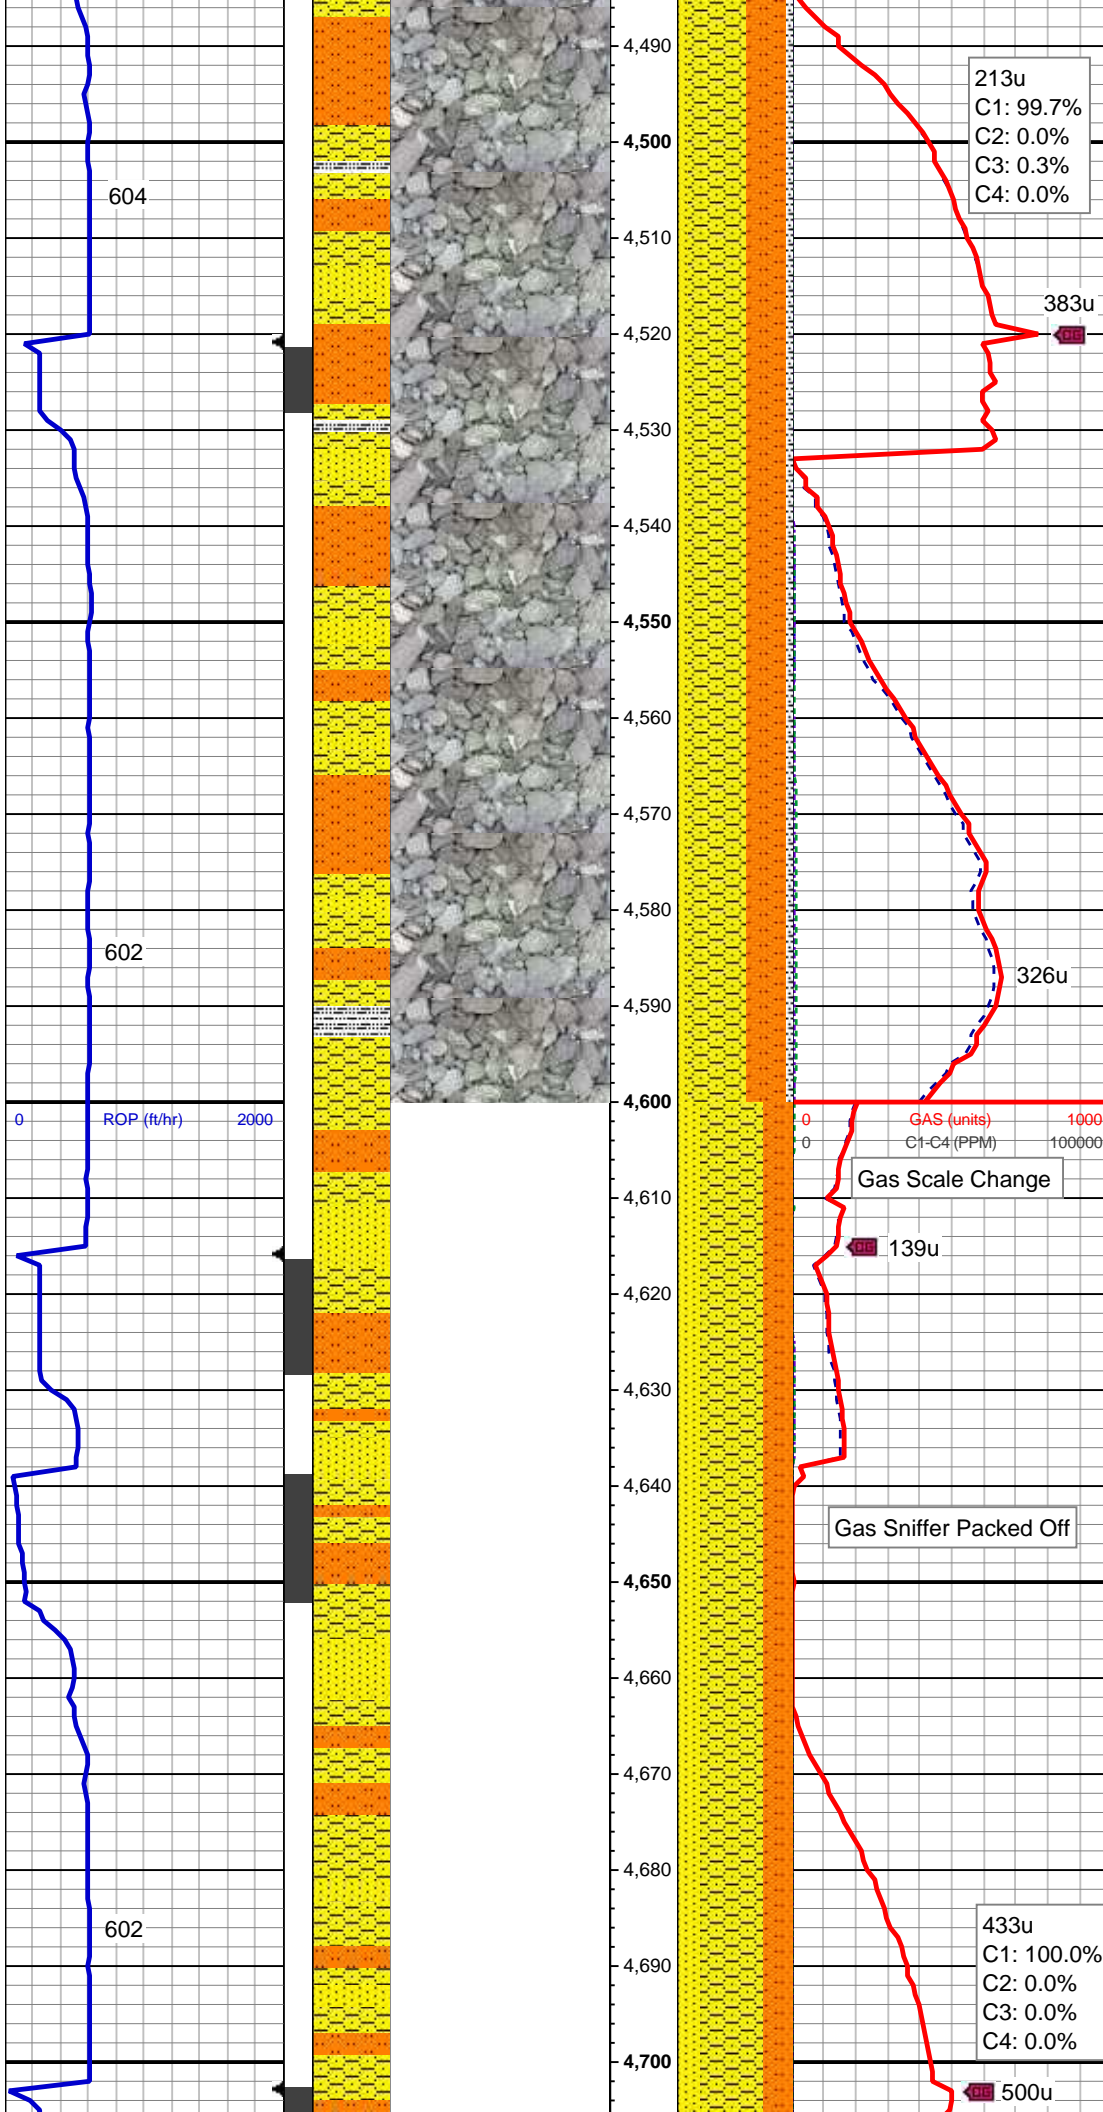 4,490
213u
C1: 99.7%
C2: 0.0%
C3: 0.3%
C4: 0.0%
4,500
604
4,510
383u
4,520
CG
4,530
4,540
4,550
4,560
4,570
4,580
602
326u
4,590
4,600
0 ROP (ft/hr) 2000
0 GAS (units) 1000
0 C1-C4 (PPM) 100000
Gas Scale Change
4,610
CG 139u
4,620
4,630
4,640
Gas Sniffer Packed Off
4,650
4,660
4,670
4,680
602
433u
C1: 100.0%
C2: 0.0%
C3: 0.0%
C4: 0.0%
4,690
4,700
CG 500u